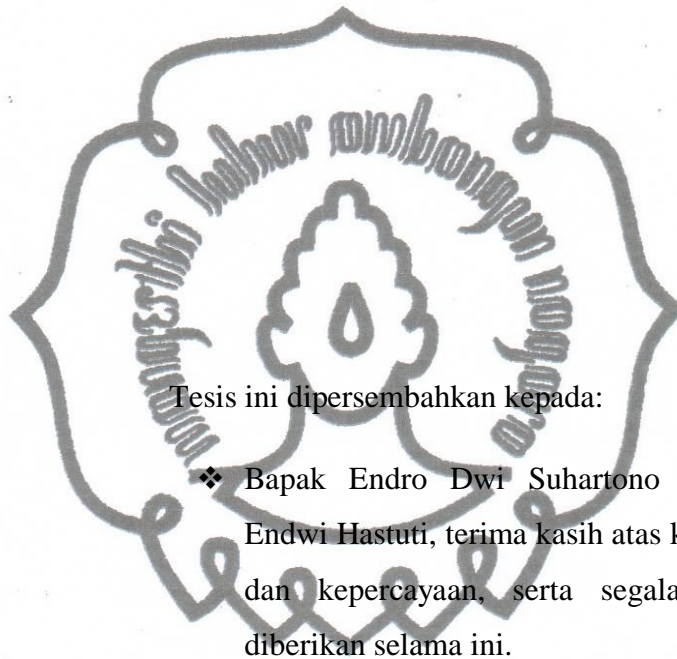 Tesis ini dipersembahkan kepada:
❖ Bapak Endro Dwi Suhartono
Endwi Hastuti, terima kasih atas k
dan kepercayaan, serta segala
diberikan selama ini.